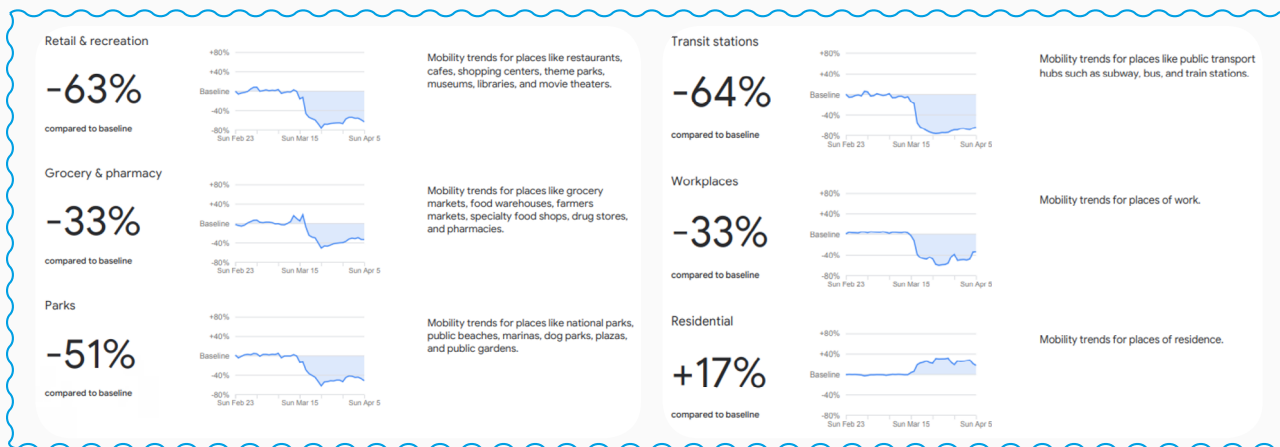 Retail & recreation
-63%
compared to baseline
+80%
+40%
Baseline
-40%
-80%
Sun Feb 23
Sun Mar 15
Sun Apr 5
Mobility trends for places like restaurants,
cafes, shopping centers, theme parks,
museums, libraries, and movie theaters.
Grocery & pharmacy
-33%
compared to baseline
+80%
+40%
Baseline
-40%
-80%
Sun Feb 23
Sun Mar 15
Sun Apr 5
Mobility trends for places like grocery
markets, food warehouses, farmers
markets, specialty food shops, drug stores,
and pharmacies.
Parks
-51%
compared to baseline
+80%
+40%
Baseline
-40%
-80%
Sun Feb 23
Sun Mar 15
Sun Apr 5
Mobility trends for places like national parks,
public beaches, marinas, dog parks, plazas,
and public gardens.
Transit stations
-64%
compared to baseline
+80%
+40%
Baseline
-40%
-80%
Sun Feb 23
Sun Mar 15
Sun Apr 5
Mobility trends for places like public transport
hubs such as subway, bus, and train stations.
Workplaces
-33%
compared to baseline
+80%
+40%
Baseline
-40%
-80%
Sun Feb 23
Sun Mar 15
Sun Apr 5
Mobility trends for places of work.
Residential
+17%
compared to baseline
+80%
+40%
Baseline
-40%
-80%
Sun Feb 23
Sun Mar 15
Sun Apr 5
Mobility trends for places of residence.